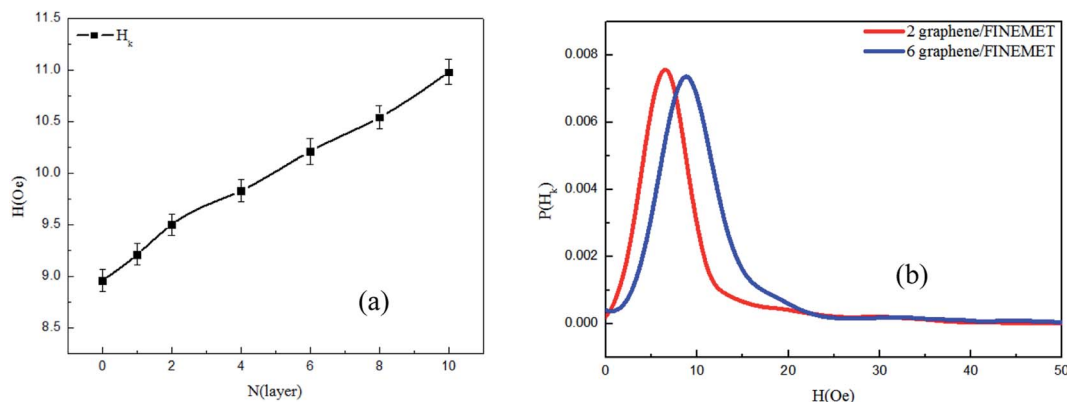 11.5
11.0
10.5
10.0
9.5
9.0
8.5
H(Oe)
H_k
(a)
0 2 4 6 8 10
N(layer)
0.008
0.006
0.004
0.002
0.000
P(H_k)
2 graphene/FINEMET
6 graphene/FINEMET
(b)
0 10 20 30 40 50
H(Oe)